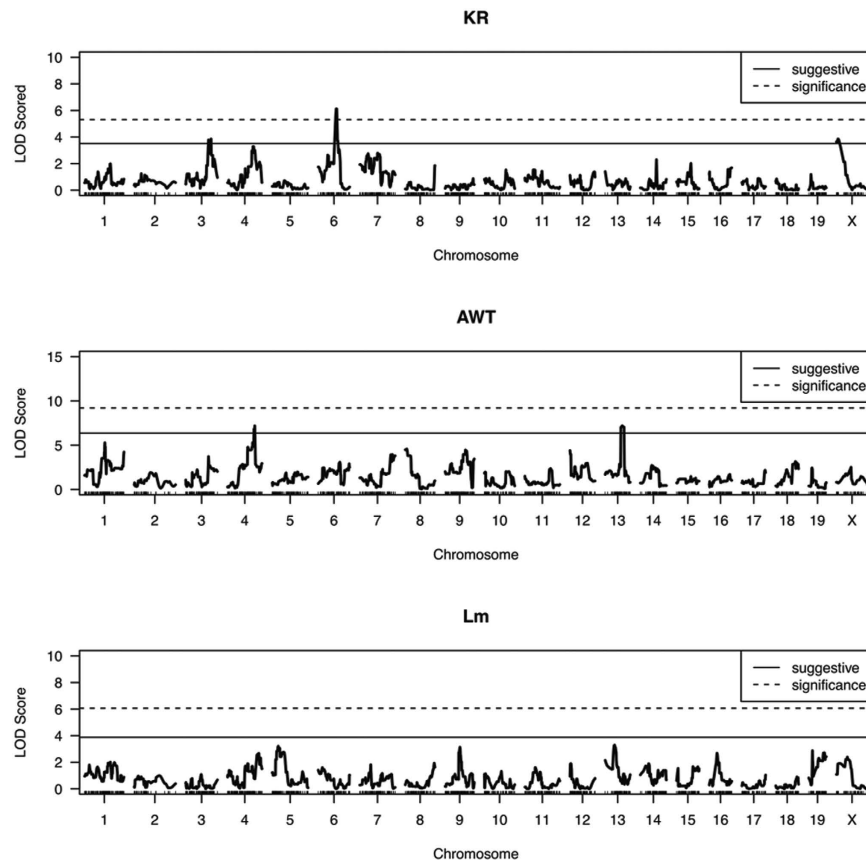 KR
LOD Scored
10
8
6
4
2
0
suggestive
significance
1 2 3 4 5 6 7 8 9 10 11 12 13 14 15 16 17 18 19 X
Chromosome
AWT
LOD Score
15
10
5
0
suggestive
significance
1 2 3 4 5 6 7 8 9 10 11 12 13 14 15 16 17 18 19 X
Chromosome
Lm
LOD Score
10
8
6
4
2
0
suggestive
significance
1 2 3 4 5 6 7 8 9 10 11 12 13 14 15 16 17 18 19 X
Chromosome